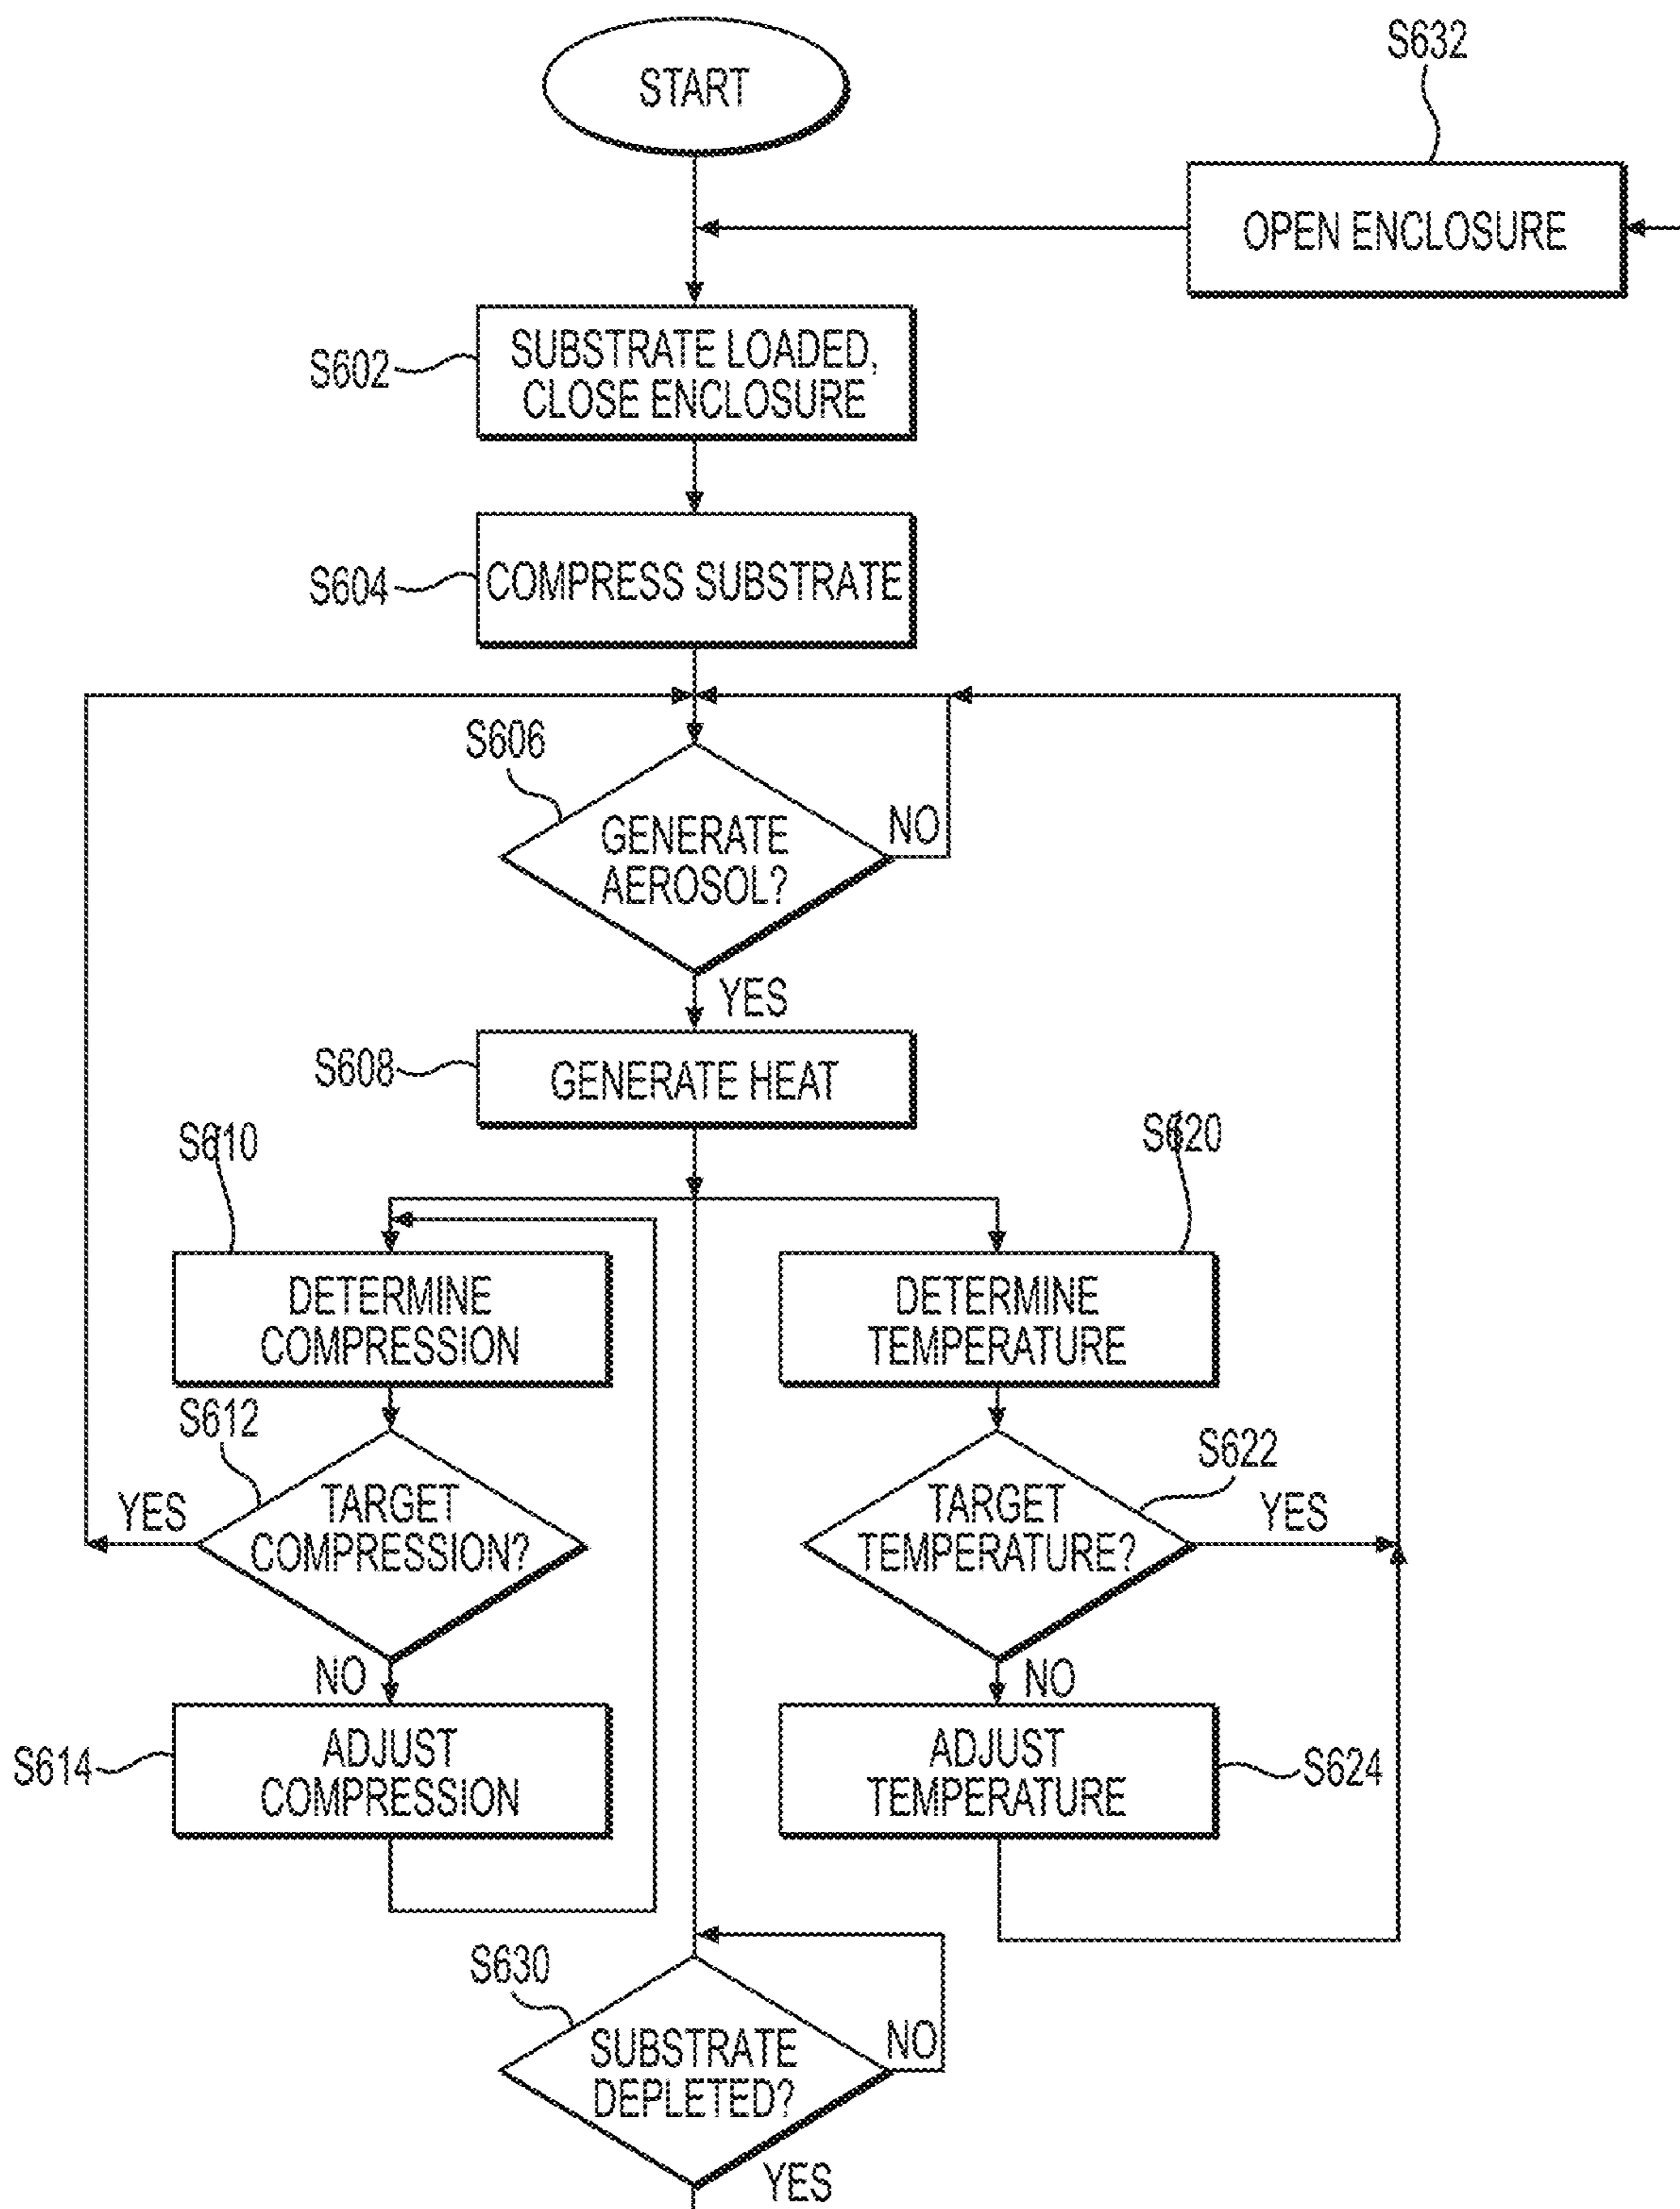 START
S632
OPEN ENCLOSURE
S602
SUBSTRATE LOADED,
CLOSE ENCLOSURE
S604
COMPRESS SUBSTRATE
S606
GENERATE
AEROSOL?
NO
YES
S608
GENERATE HEAT
S610
S620
DETERMINE
COMPRESSION
DETERMINE
TEMPERATURE
S612
S622
YES
TARGET
COMPRESSION?
TARGET
TEMPERATURE?
YES
NO
NO
S614
ADJUST
COMPRESSION
ADJUST
TEMPERATURE
S624
S630
SUBSTRATE
DEPLETED?
NO
YES